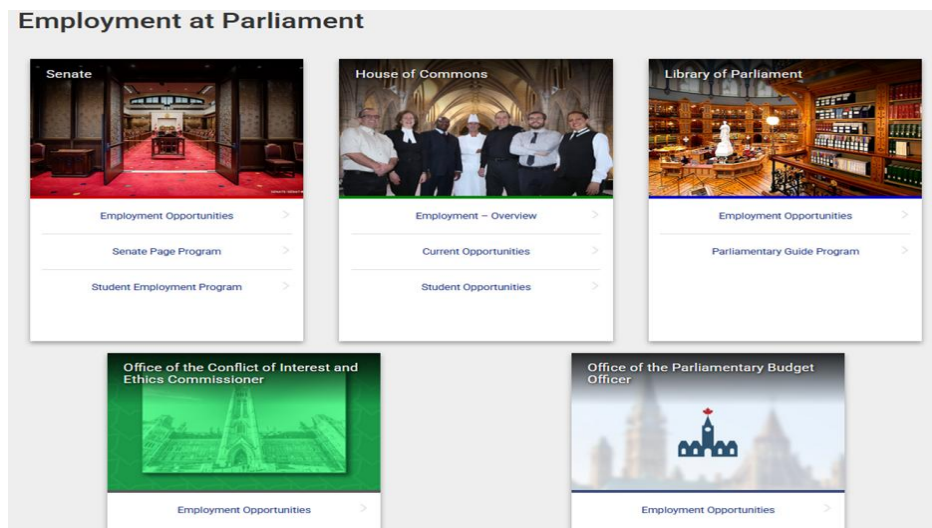 Employment at Parliament
Senate
Employment Opportunities
Senate Page Program
Student Employment Program
House of Commons
Employment – Overview
Current Opportunities
Student Opportunities
Library of Parliament
Employment Opportunities
Parliamentary Guide Program
Office of the Conflict of Interest and
Ethics Commissioner
Employment Opportunities
Office of the Parliamentary Budget
Officer
Employment Opportunities